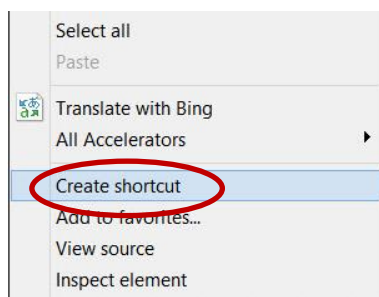 Select all
Paste
Translate with Bing
All Accelerators
Create shortcut
Add to favorites...
View source
Inspect element